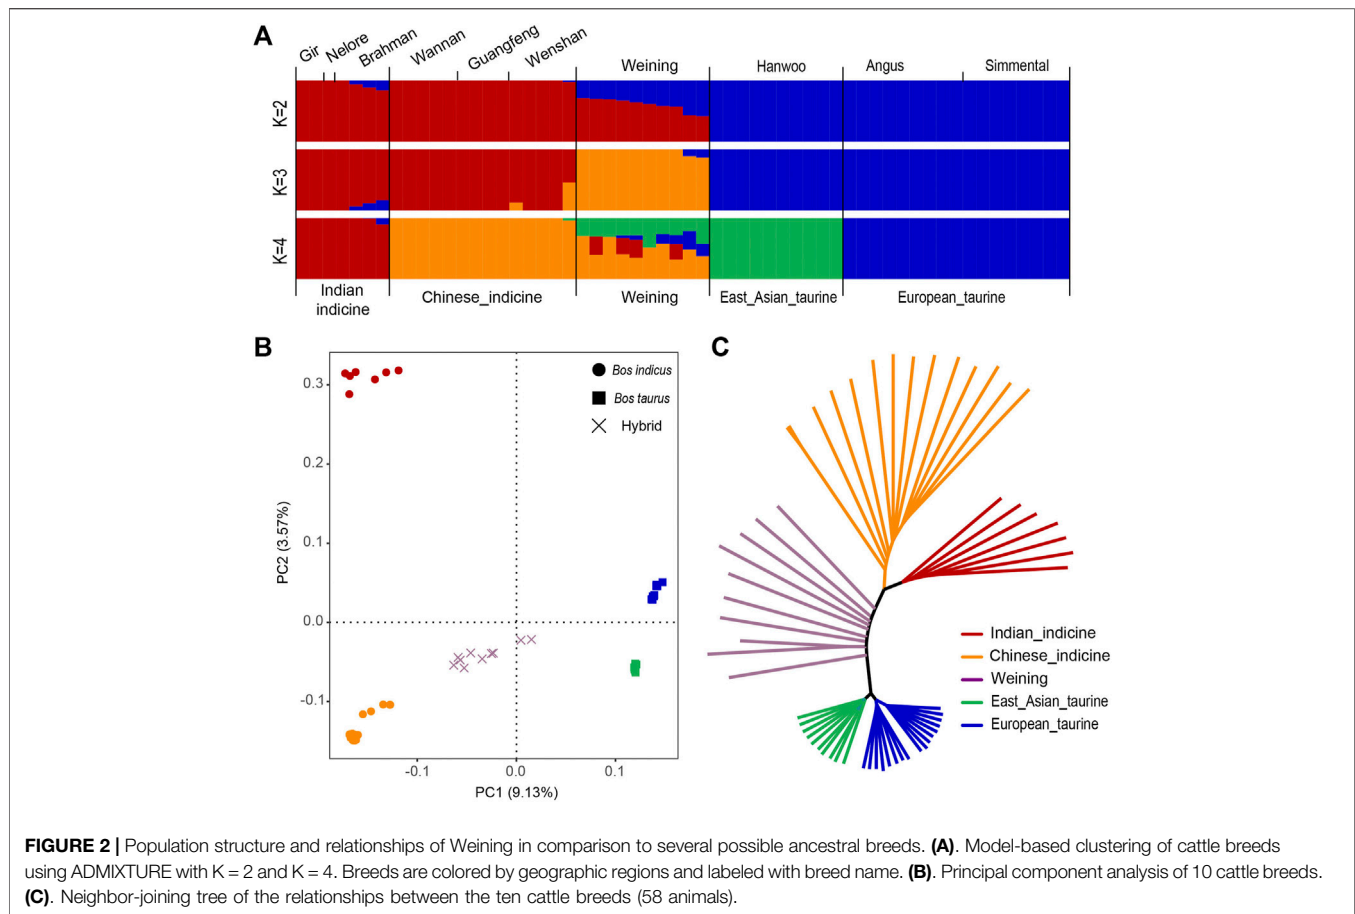 A
Gir Nelore Brahman Wannan Guangfeng Wenshan Weining Hanwoo Angus Simmental
K=2
K=3
K=4
Indian
indicine
Chinese_indicine Weining East_Asian_taurine European_taurine
B
Bos indicus
Bos taurus
Hybrid
0.3
0.2
0.1
0.0
-0.1
PC2 (3.57%)
-0.1 0.0 0.1
PC1 (9.13%)
C
Indian_indicine
Chinese_indicine
Weining
East_Asian_taurine
European_taurine
FIGURE 2 | Population structure and relationships of Weining in comparison to several possible ancestral breeds. (A). Model-based clustering of cattle breeds
using ADMIXTURE with K = 2 and K = 4. Breeds are colored by geographic regions and labeled with breed name. (B). Principal component analysis of 10 cattle breeds.
(C). Neighbor-joining tree of the relationships between the ten cattle breeds (58 animals).